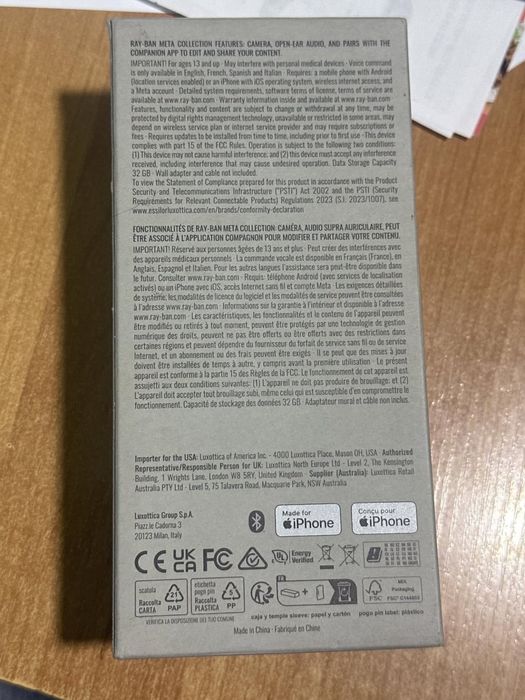 RAY-BAN META COLLECTION FEATURES: CAMERA, OPEN-EAR AUDIO, AND PAIRS WITH THE
COMPANION APP TO EDIT AND SHARE YOUR CONTENT.
IMPORTANT! For ages 13 and up · May interfere with personal medical devices · Voice command
is only available in English, French, Spanish and Italian · Requires: a mobile phone with Android
(location services enabled) or an iPhone with iOS operating system, wireless internet access, and
a Meta account · Detailed system requirements, software terms of license, terms of service are
available at www.ray-ban.com · Warranty information inside and available at www.ray-ban.com ·
Features, functionality and content are subject to change or withdrawal at any time, may be
protected by digital rights management technology, unavailable or restricted in some areas, may
depend on wireless service plan or internet service provider and may require subscriptions or
fees · Requires updates to be installed from time to time, including prior to first use · This device
complies with part 15 of the FCC Rules. Operation is subject to the following two conditions:
(1) This device may not cause harmful interference, and (2) this device must accept any interference
received, including interference that may cause undesired operation. Data Storage Capacity
32 GB · Wall adapter and cable not included.
To view the Statement of Compliance prepared for this product in accordance with the Product
Security and Telecommunications Infrastructure ("PSTI") Act 2002 and the PSTI (Security
Requirements for Relevant Connectable Products) Regulations 2023 (S.I. 2023/1007), see
www.essilorluxottica.com/en/brands/conformity-declaration
FONCTIONNALITÉS DE RAY-BAN META COLLECTION: CAMÉRA, AUDIO SUPRA AURICULAIRE, PEUT
ÊTRE ASSOCIÉ À L'APPLICATION COMPAGNON POUR MODIFIER ET PARTAGER VOTRE CONTENU.
IMPORTANT! Réservé aux personnes âgées de 13 ans et plus · Peut créer des interférences avec
des appareils médicaux personnels · La commande vocale est disponible en Français (France), en
Anglais, Espagnol et Italien. Pour les autres langues l'assistance sera peut-être disponible dans
le futur. Consulter www.ray-ban.com · Requis: téléphone Android (avec services de localisation
activés) ou un iPhone avec iOS, accès Internet sans fil et compte Meta · Les exigences détaillées
de système, les modalités de licence du logiciel et les modalités de service peuvent être consultées
à l'adresse www.ray-ban.com · Informations sur la garantie à l'intérieur et disponible à l'adresse
www.ray-ban.com · Les caractéristiques, les fonctionnalités et le contenu de l'appareil peuvent
être modifiés ou retirés à tout moment, peuvent être protégés par une technologie de gestion
numérique des droits, peuvent ne pas être offerts ou être offerts avec des restrictions dans
certaines régions et peuvent dépendre du fournisseur du forfait de service sans fil ou de service
Internet, et un abonnement ou des frais peuvent être exigés · Il se peut que des mises à jour
doivent être installées de temps à autre, y compris avant la première utilisation · Le présent
appareil est conforme à la partie 15 des Règles de la FCC. Le fonctionnement de cet appareil est
assujetti aux deux conditions suivantes: (1) L'appareil ne doit pas produire de brouillage; et (2)
L'appareil doit accepter tout brouillage subi, même celui qui est susceptible d'en compromettre le
fonctionnement. Capacité de stockage des données 32 GB · Adaptateur mural et câble non inclus.
Importer for the USA: Luxottica of America Inc. - 4000 Luxottica Place, Mason OH, USA · Authorized
Representative/Responsible Person for UK: Luxottica North Europe Ltd - Level 2, The Kensington
Building, 1 Wrights Lane, London W8 5RY, United Kingdom · Supplier (Australia): Luxottica Retail
Australia PTY Ltd - Level 5, 75 Talavera Road, Macquarie Park, NSW Australia
Luxottica Group S.p.A.
Piazzle Cadorna 3
20123 Milan, Italy
Made for
iPhone
Conçu pour
iPhone
CE UK CA FC UL Energy Verified
scatola
Raccolta
CARTA
21
PAP
etichetta
pogo pin
Raccolta
PLASTICA
5
PP
FR
FSC
MIX
Packaging
VERIFICA LA DISPOSIZIONE DEL TUO COMUNE
caja y temple sleeve: papel y cartón pogo pin label: plástico
Made in China · Fabriqué en Chine